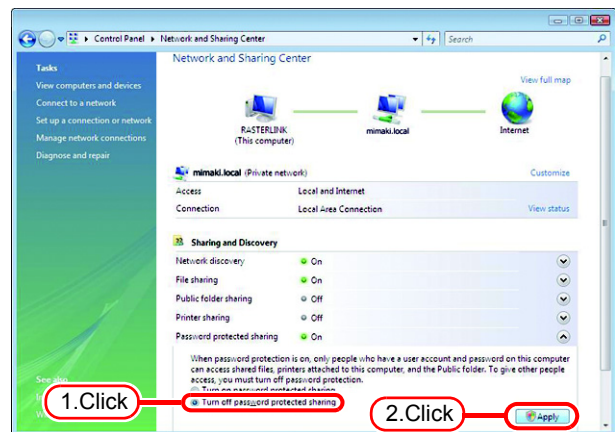 Control Panel ▸ Network and Sharing Center
Search
Tasks
View computers and devices
Connect to a network
Set up a connection or network
Manage network connections
Diagnose and repair
See also
Network and Sharing Center
View full map
RASTERLINK
(This computer)
mimaki.local
Internet
mimaki.local (Private network)
Customize
Access
Local and Internet
Connection
Local Area Connection
View status
Sharing and Discovery
Network discovery
On
File sharing
On
Public folder sharing
Off
Printer sharing
Off
Password protected sharing
On
When password protection is on, only people who have a user account and password on this computer
can access shared files, printers attached to this computer, and the Public folder. To give other people
access, you must turn off password protection.
Turn on password protected sharing
Turn off password protected sharing
1.Click
2.Click
Apply